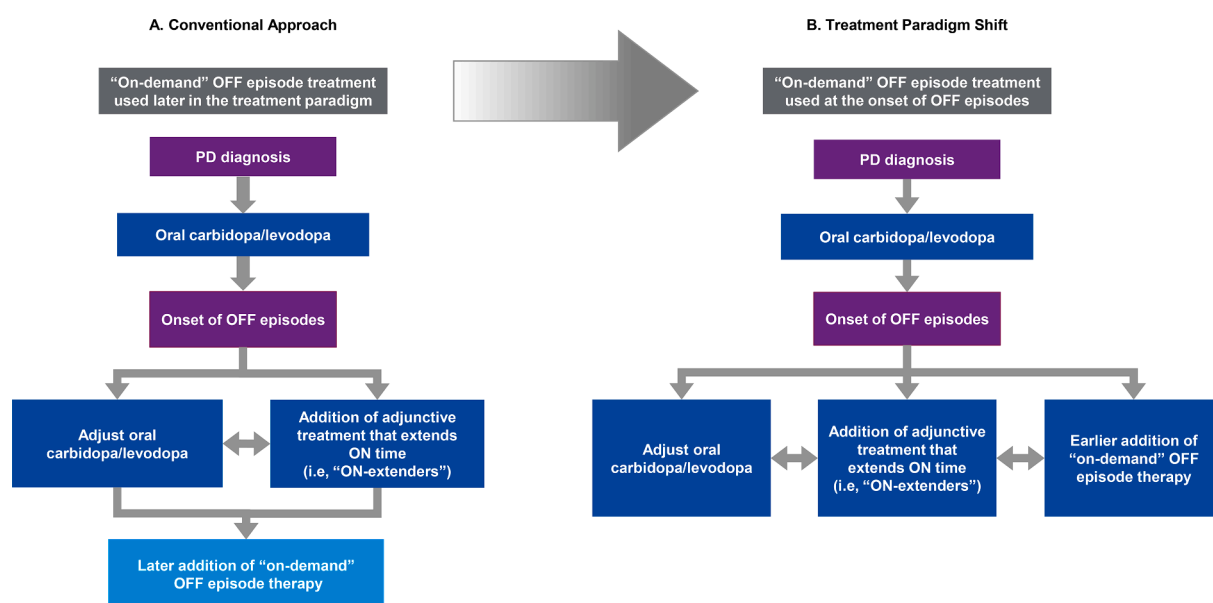 A. Conventional Approach
“On-demand” OFF episode treatment
used later in the treatment paradigm
PD diagnosis
Oral carbidopa/levodopa
Onset of OFF episodes
Adjust oral
carbidopa/levodopa
Addition of adjunctive
treatment that extends
ON time
(i.e, “ON-extenders”)
Later addition of “on-demand”
OFF episode therapy
B. Treatment Paradigm Shift
“On-demand” OFF episode treatment
used at the onset of OFF episodes
PD diagnosis
Oral carbidopa/levodopa
Onset of OFF episodes
Adjust oral
carbidopa/levodopa
Addition of adjunctive
treatment that
extends ON time
(i.e, “ON-extenders”)
Earlier addition of
“on-demand” OFF
episode therapy